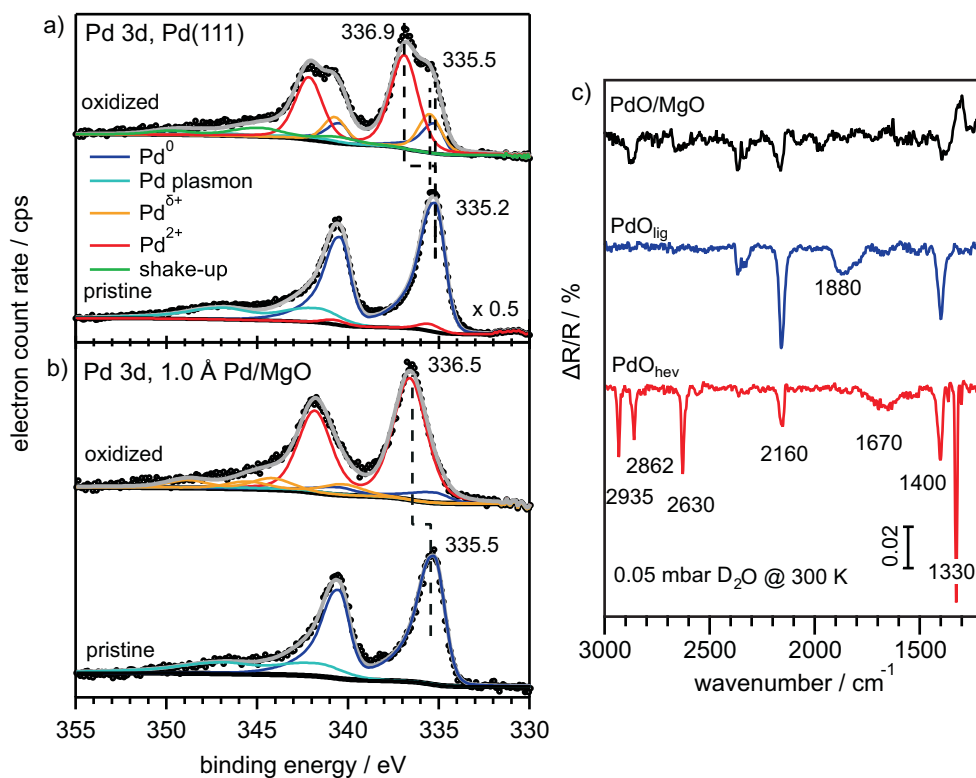 a) Pd 3d, Pd(111)
336.9
335.5
oxidized
Pd⁰
Pd plasmon
Pd^δ+
Pd²⁺
shake-up
335.2
pristine
x 0.5
b) Pd 3d, 1.0 Å Pd/MgO
336.5
oxidized
335.5
pristine
electron count rate / cps
355 350 345 340 335 330
binding energy / eV
c)
PdO/MgO
PdO_lig
1880
PdO_hev
2862
2935
2630
2160
1670
1400
1330
0.02
0.05 mbar D₂O @ 300 K
ΔR/R / %
3000 2500 2000 1500
wavenumber / cm⁻¹